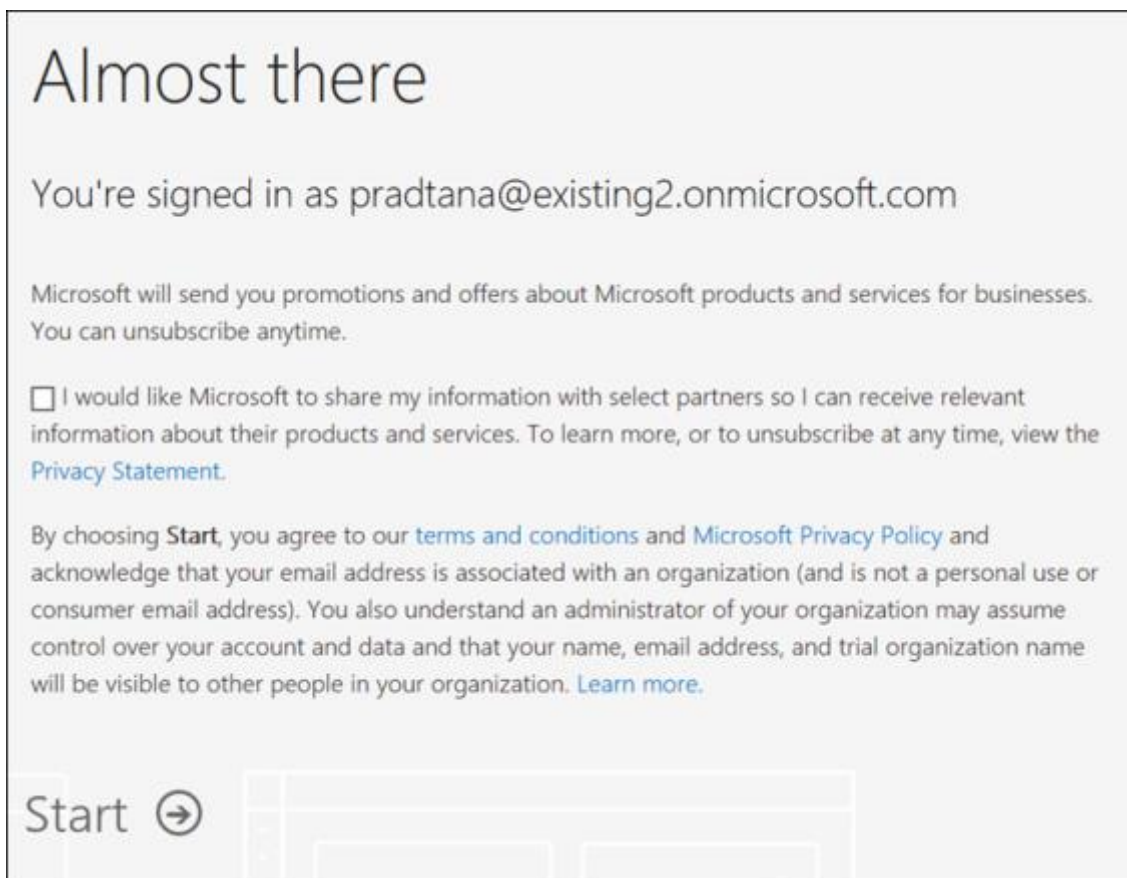 Almost there
You're signed in as pradtana@existing2.onmicrosoft.com
Microsoft will send you promotions and offers about Microsoft products and services for businesses.
You can unsubscribe anytime.
I would like Microsoft to share my information with select partners so I can receive relevant
information about their products and services. To learn more, or to unsubscribe at any time, view the
Privacy Statement.
By choosing Start, you agree to our terms and conditions and Microsoft Privacy Policy and
acknowledge that your email address is associated with an organization (and is not a personal use or
consumer email address). You also understand an administrator of your organization may assume
control over your account and data and that your name, email address, and trial organization name
will be visible to other people in your organization. Learn more.
Start